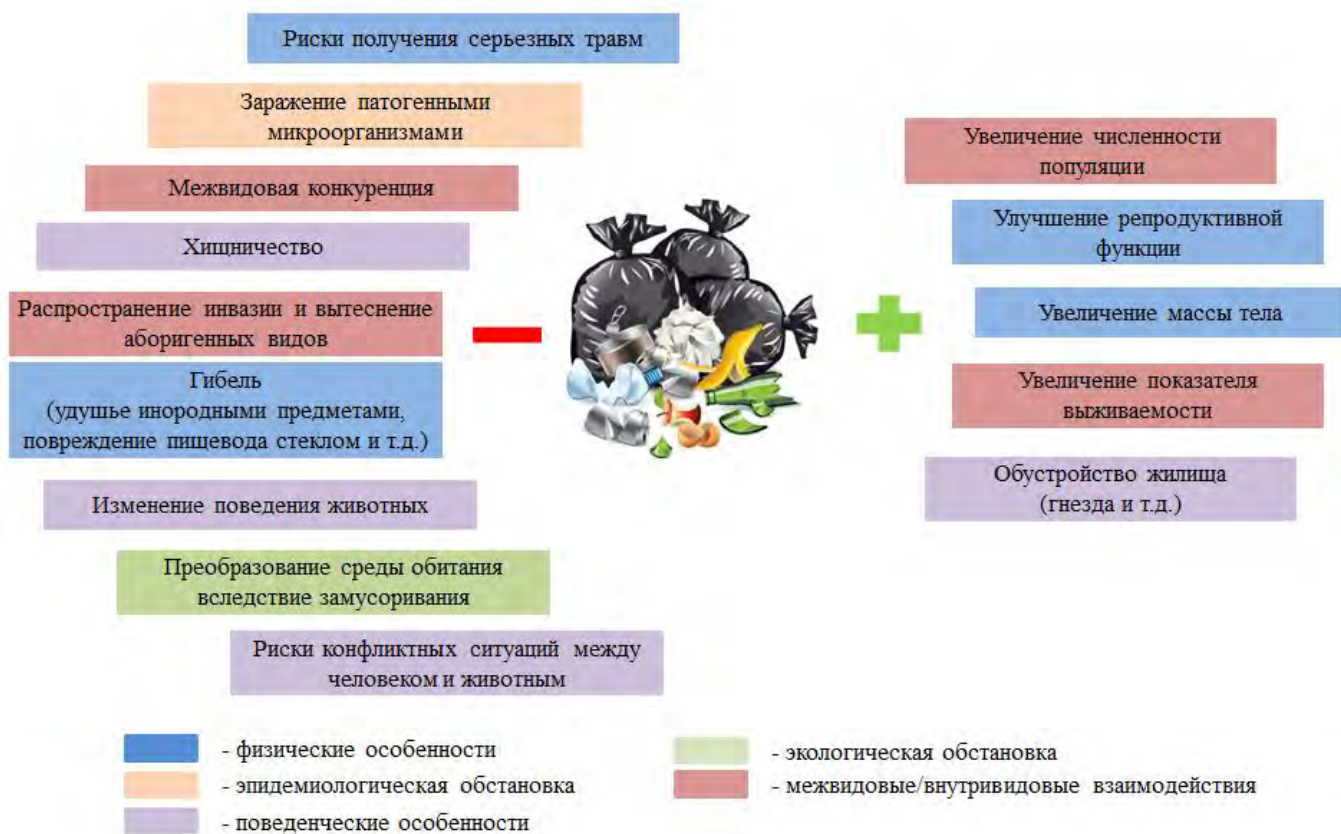 Риски получения серьезных травм
Заражение патогенными
микроорганизмами
Межвидовая конкуренция
Хищничество
Распространение инвазии и вытеснение
аборигенных видов
Гибель
(удушье инородными предметами,
повреждение пищевода стеклом и т.д.)
Изменение поведения животных
Преобразование среды обитания
вследствие замусоривания
Риски конфликтных ситуаций между
человеком и животным
Увеличение численности
популяции
Улучшение репродуктивной
функции
Увеличение массы тела
Увеличение показателя
выживаемости
Обустройство жилища
(гнезда и т.д.)
- физические особенности
- эпидемиологическая обстановка
- поведенческие особенности
- экологическая обстановка
- межвидовые/внутривидовые взаимодействия